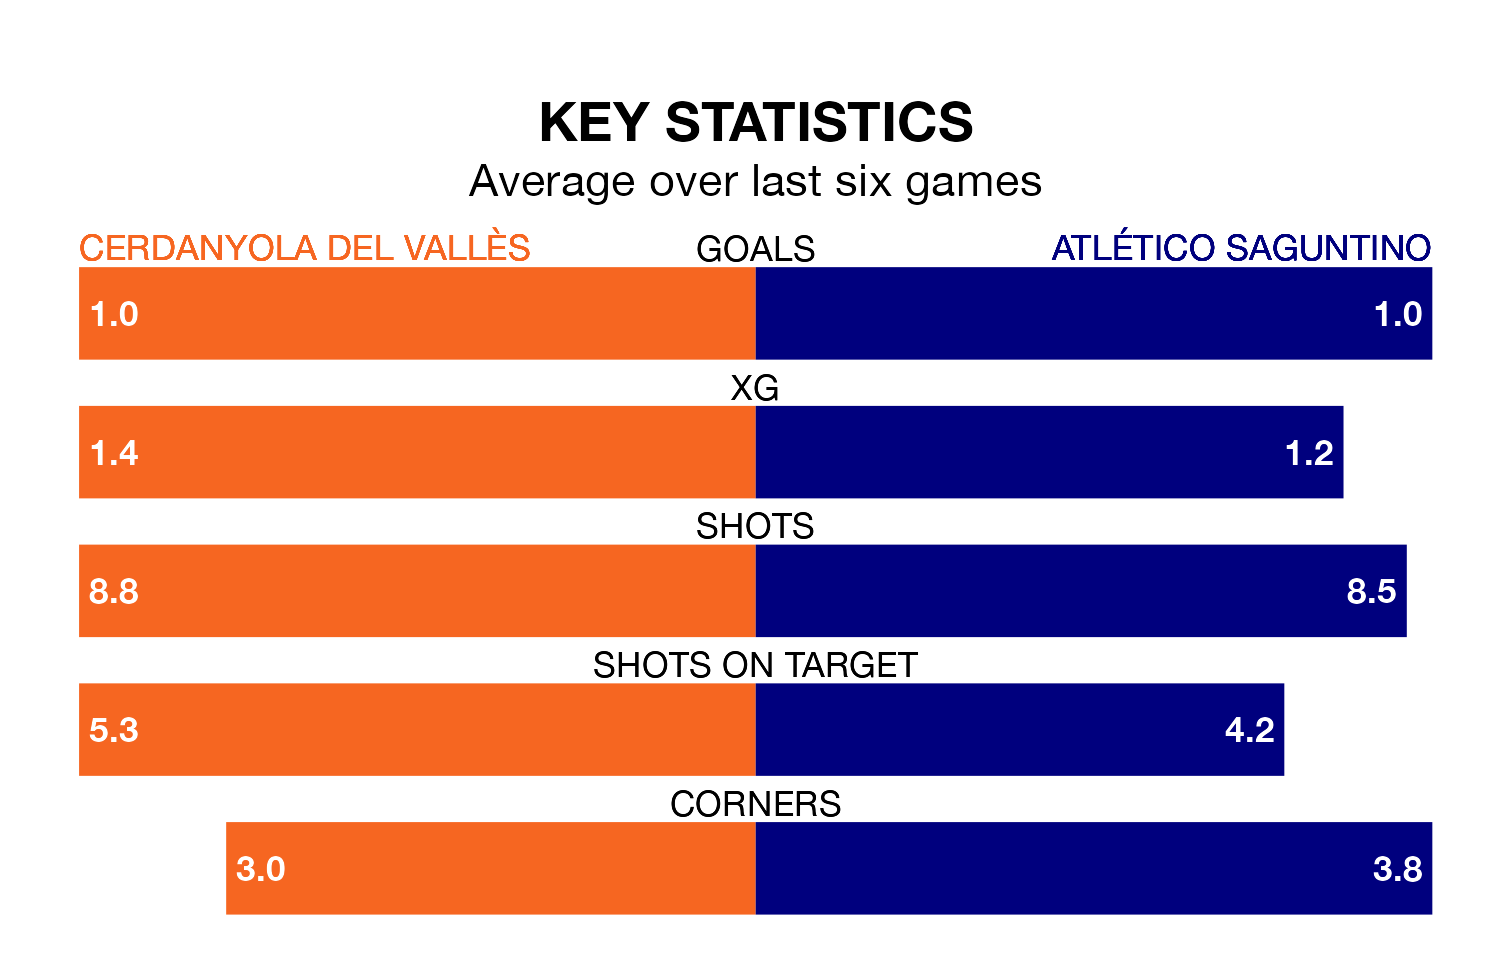 KEY STATISTICS
Average over last six games
CERDANYOLA DEL VALLÈS GOALS ATLÉTICO SAGUNTINO
1.0 1.0
XG
1.4 1.2
SHOTS
8.8 8.5
SHOTS ON TARGET
5.3 4.2
CORNERS
3.0 3.8